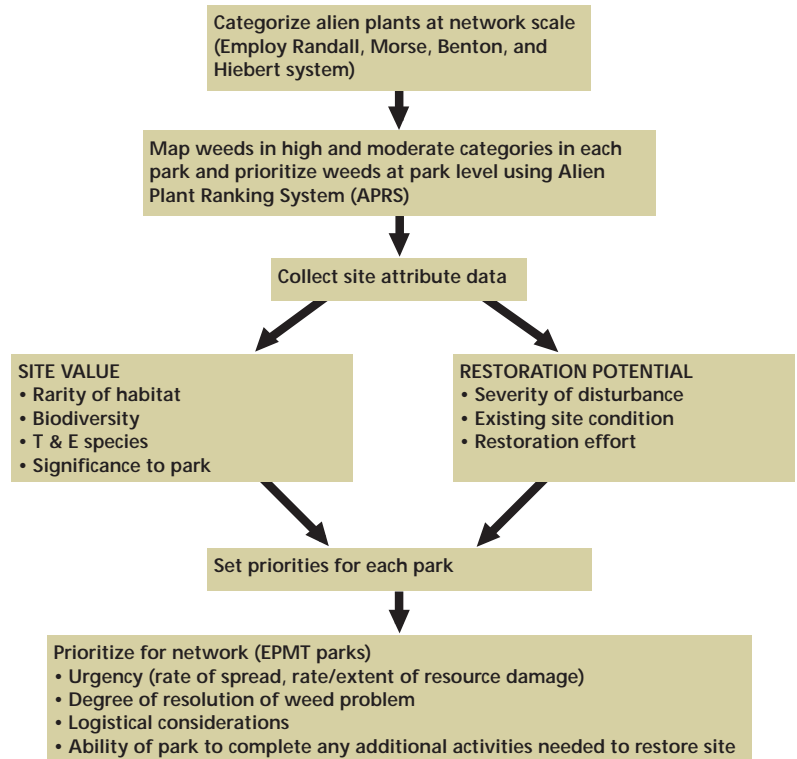 Categorize alien plants at network scale
(Employ Randall, Morse, Benton, and
Hiebert system)
Map weeds in high and moderate categories in each
park and prioritize weeds at park level using Alien
Plant Ranking System (APRS)
Collect site attribute data
SITE VALUE
• Rarity of habitat
• Biodiversity
• T & E species
• Significance to park
RESTORATION POTENTIAL
• Severity of disturbance
• Existing site condition
• Restoration effort
Set priorities for each park
Prioritize for network (EPMT parks)
• Urgency (rate of spread, rate/extent of resource damage)
• Degree of resolution of weed problem
• Logistical considerations
• Ability of park to complete any additional activities needed to restore site